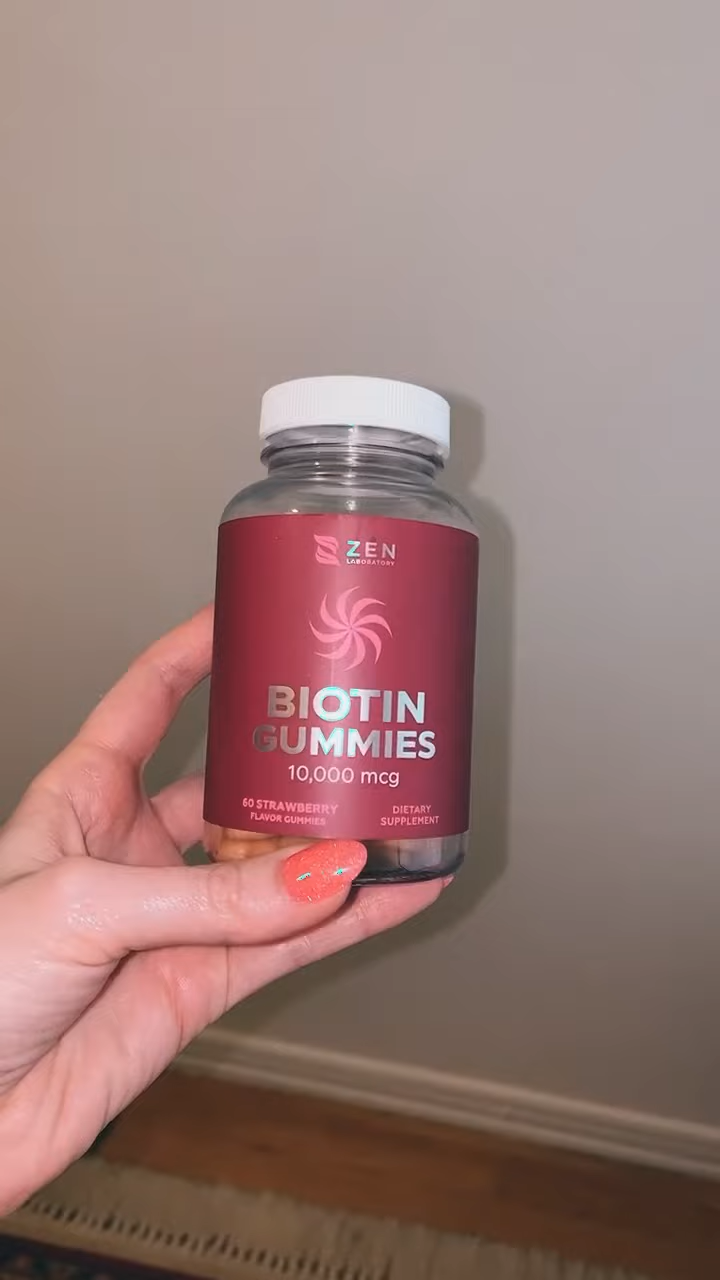 ZEN
LABORATORY
BIOTIN
GUMMIES
10,000 mcg
60 STRAWBERRY
FLAVOR GUMMIES
DIETARY
SUPPLEMENT